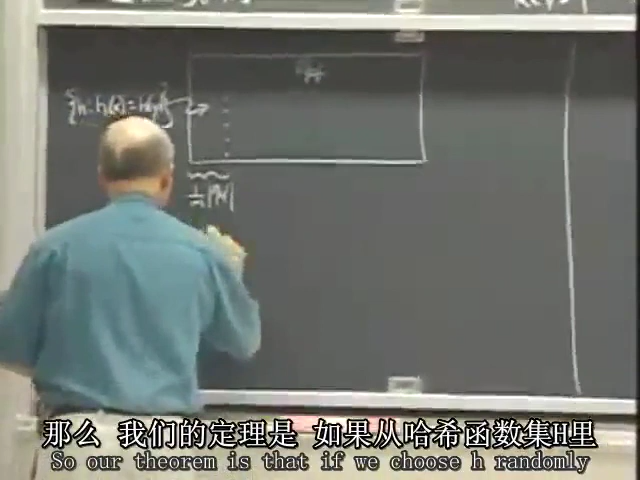 {h: h(x) = h(y)}
1/m |H|
那么 我们的定理是 如果从哈希函数集H里
So our theorem is that if we choose h randomly